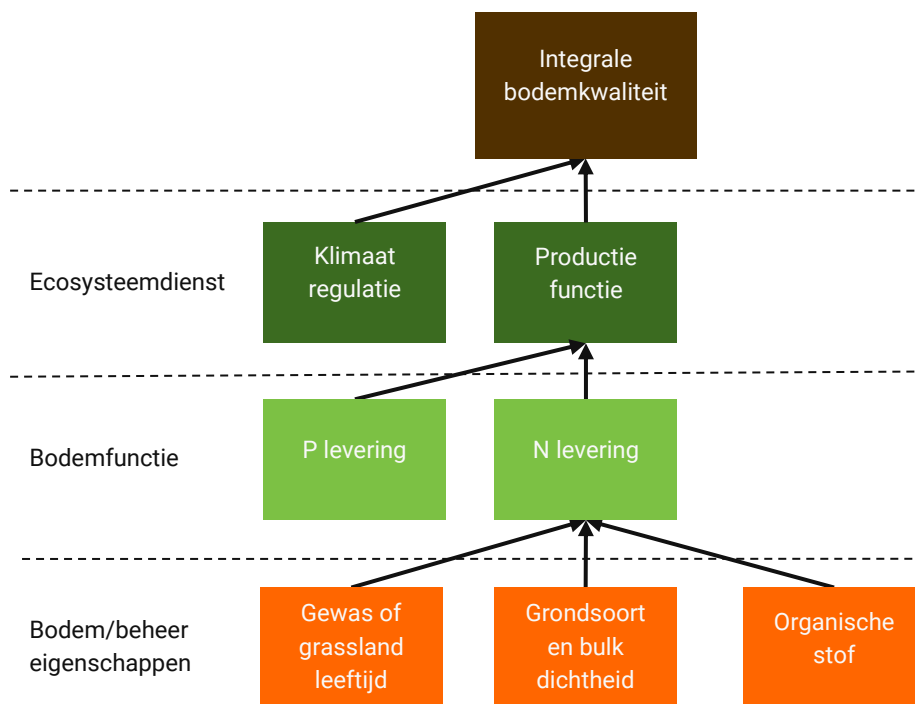 Integrale
bodemkwaliteit
Ecosysteemdienst
Klimaat
regulatie
Productie
functie
Bodemfunctie
P levering
N levering
Bodem/beheer
eigenschappen
Gewas of
grassland
leeftijd
Grondsoort
en bulk
dichtheid
Organische
stof